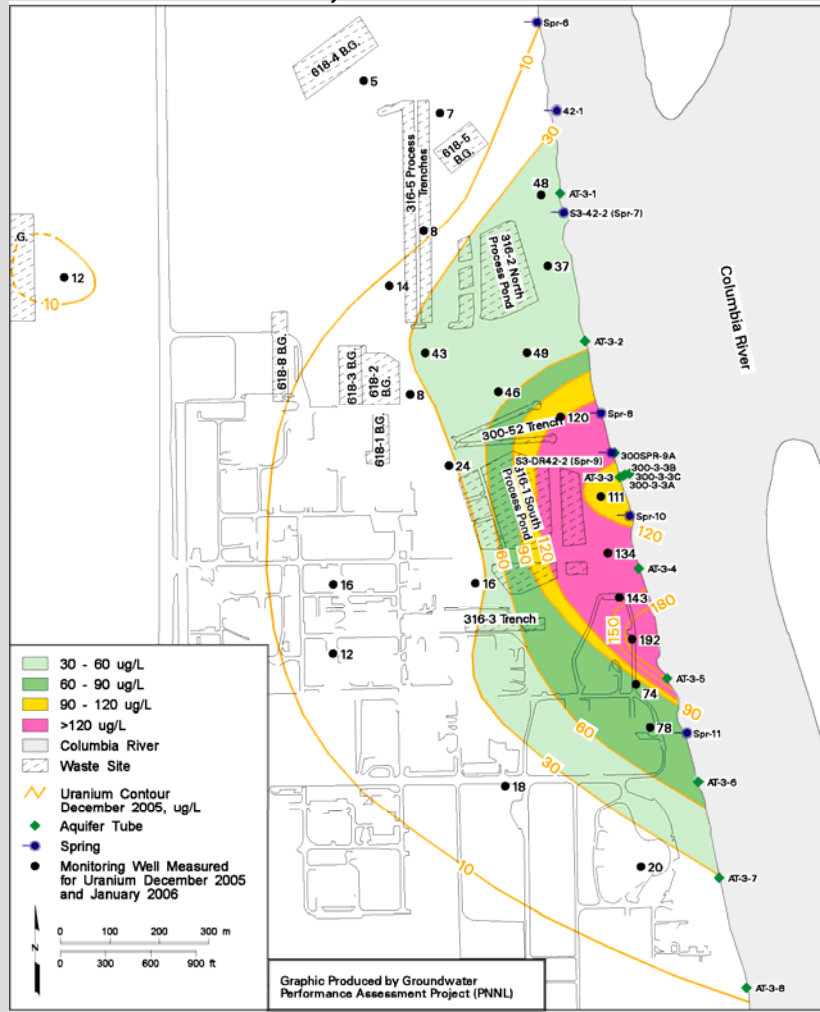 Spr-6
618-4 B.G.
10
5
42-1
7
30
618-5
B.G.
316-5 Process
Trenches
48
AT-3-1
S3-42-2 (Spr-7)
8
.G.
316-2 North
Process Pond
37
12
10
14
Columbia River
AT-3-2
43
49
618-8 B.G.
618-3 B.G.
618-2
B.G.
46
8
120
Spr-8
300-52 Trench
618-1 B.G.
24
S3-DR42-2 (Spr-9)
300SPR-9A
300-3-3B
300-3-3C
300-3-3A
AT-3-3
316-1 South
Process Pond
111
Spr-10
120
60
90
120
134
AT-3-4
16
16
143
180
150
316-3 Trench
192
12
AT-3-5
74
90
78
Spr-11
60
30
AT-3-6
18
10
20
AT-3-7
AT-3-8
30 - 60 ug/L
60 - 90 ug/L
90 - 120 ug/L
>120 ug/L
Columbia River
Waste Site
Uranium Contour
December 2005, ug/L
Aquifer Tube
Spring
Monitoring Well Measured
for Uranium December 2005
and January 2006
N
0 100 200 300 m
0 300 600 900 ft
Graphic Produced by Groundwater
Performance Assessment Project (PNNL)